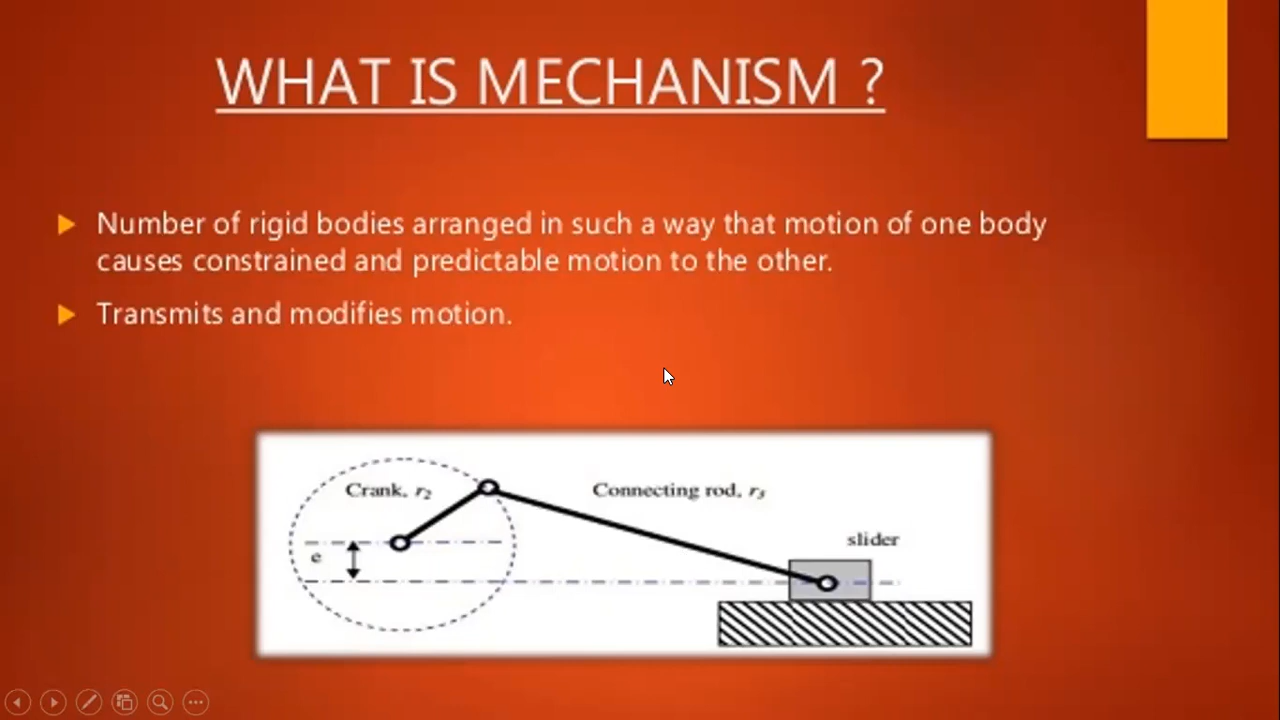 WHAT IS MECHANISM ?
Number of rigid bodies arranged in such a way that motion of one body
causes constrained and predictable motion to the other.
Transmits and modifies motion.
Crank, r₂
Connecting rod, r₃
slider
e